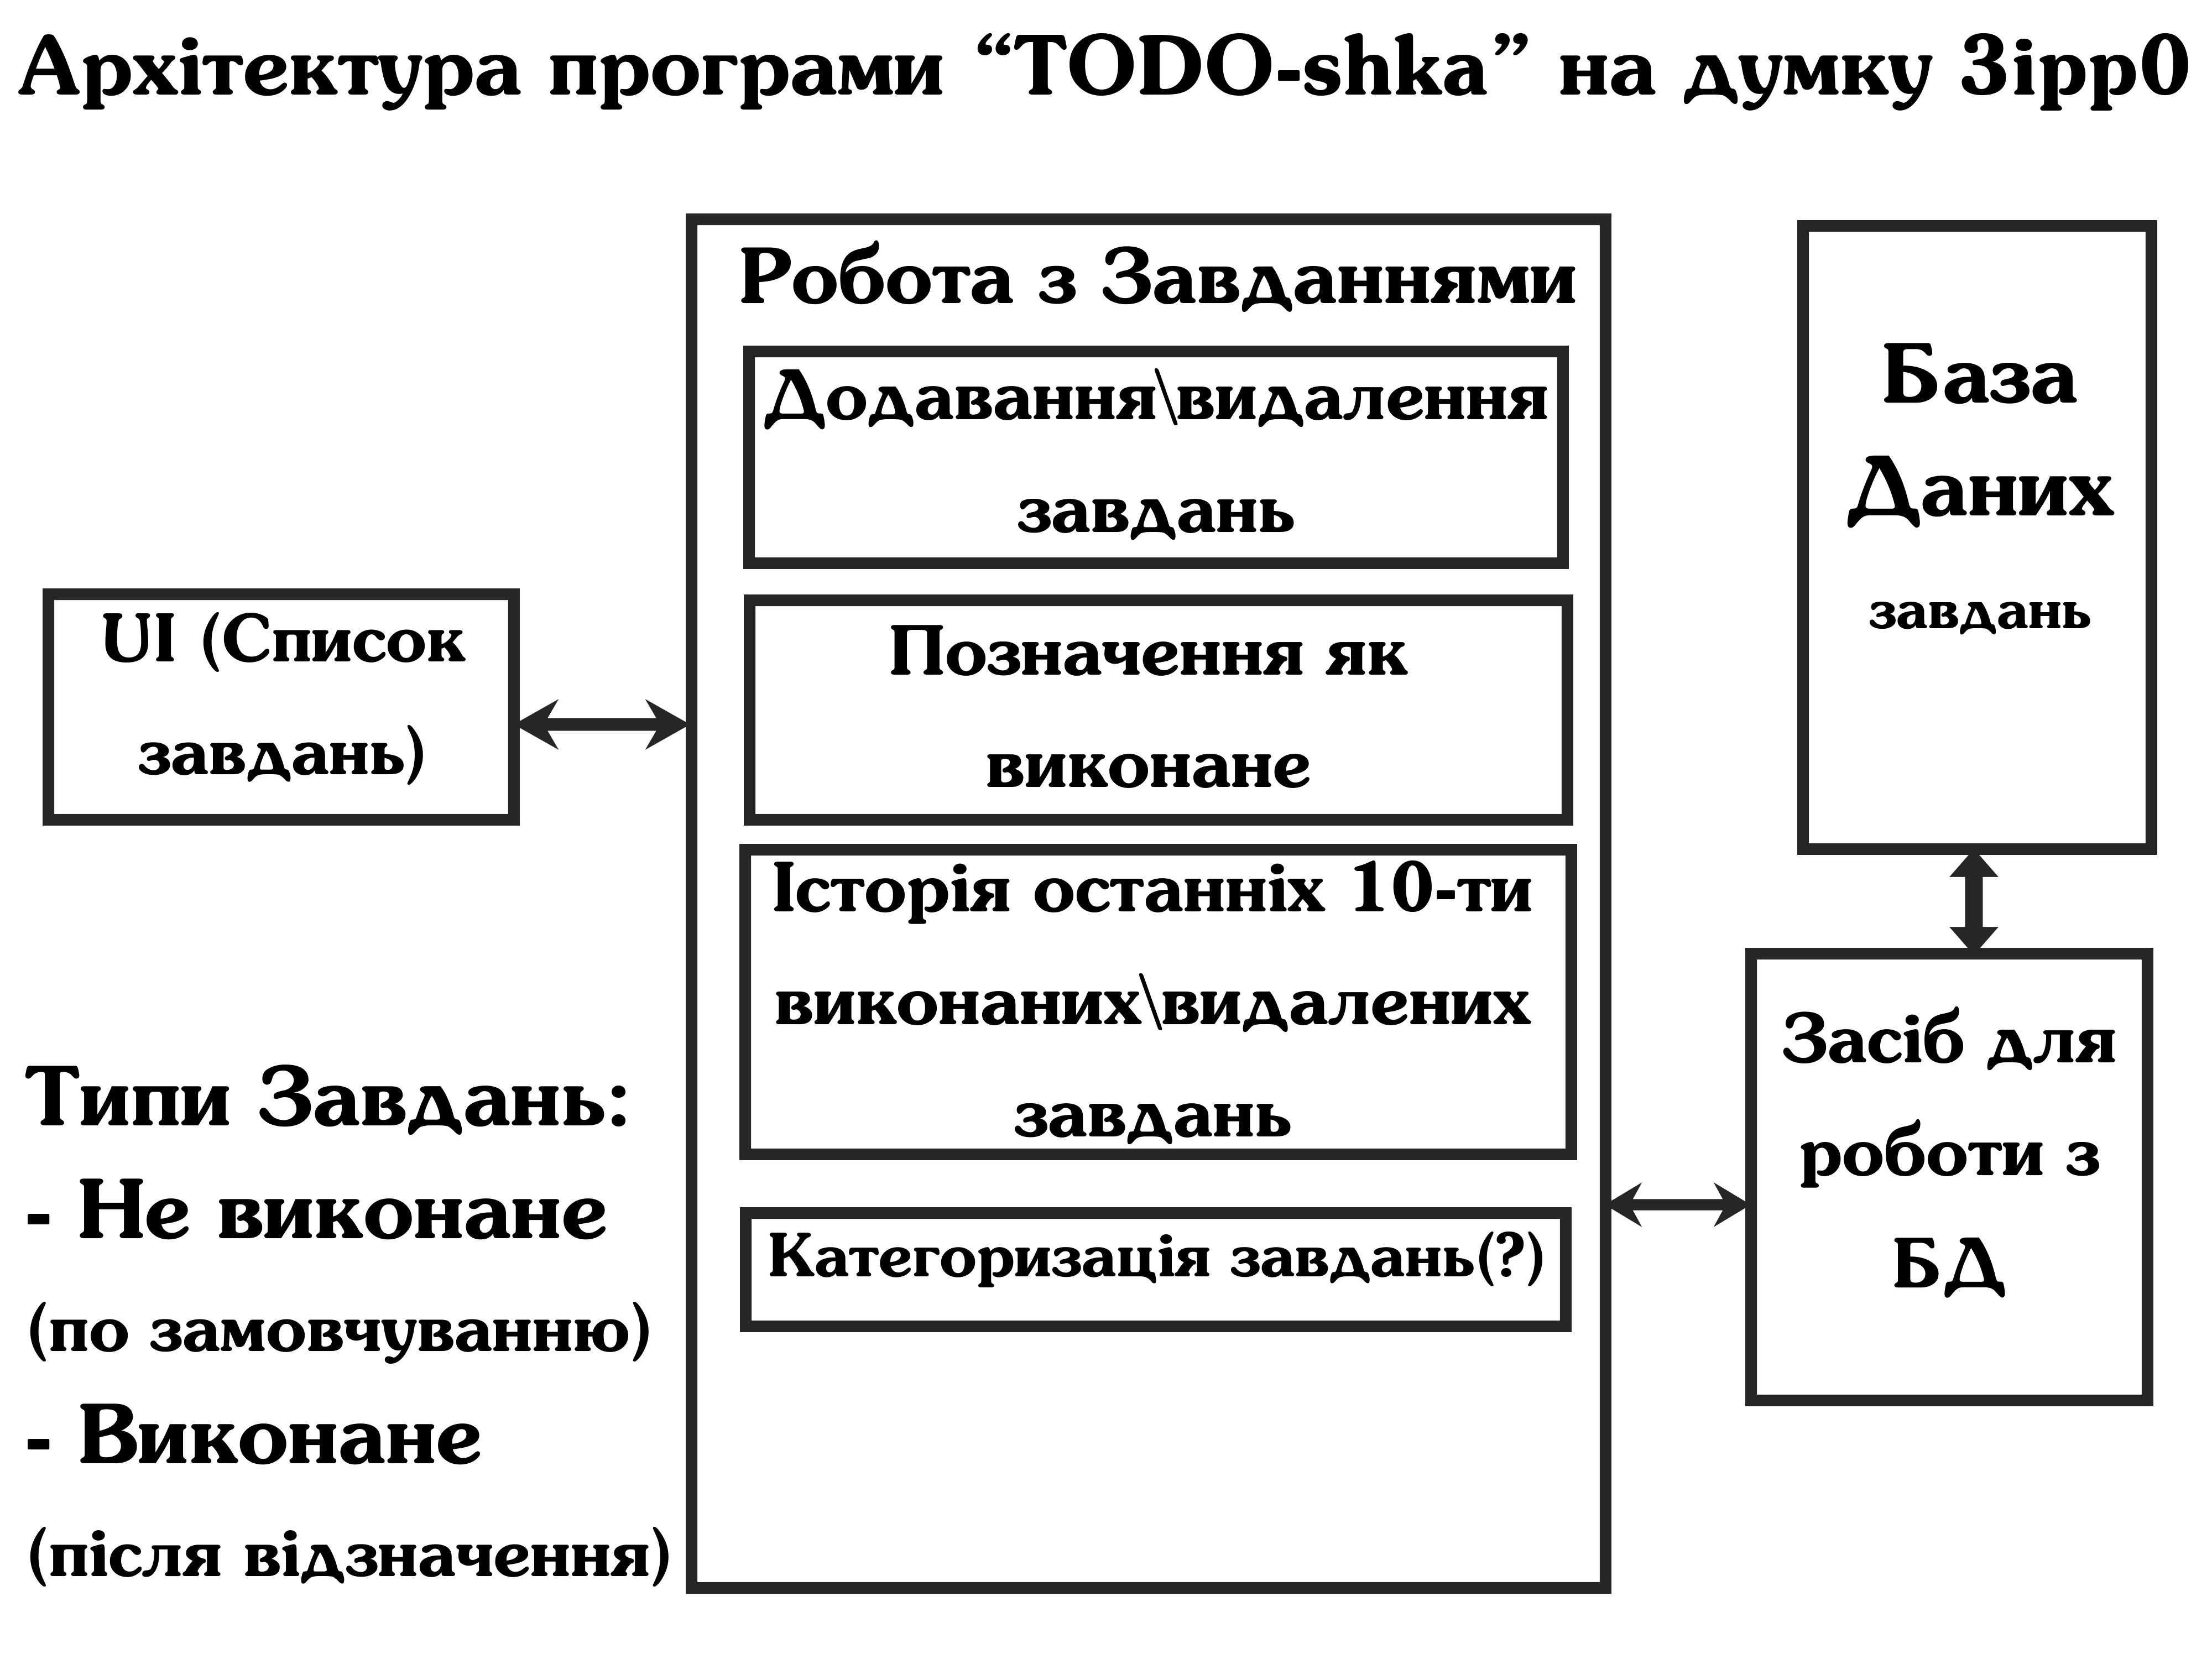 Архітектура програми “TODO-shka” на думку 3ірр0
Робота з Завданнями
Додавання\видалення
завдань
Позначення як
виконане
Історія останніх 10-ти
виконаних\видалених
завдань
Категоризація завдань(?)
UI (Список
завдань)
База
Даних
завдань
Засіб для
роботи з
БД
Типи Завдань:
- Не виконане
(по замовчуванню)
- Виконане
(після відзначення)